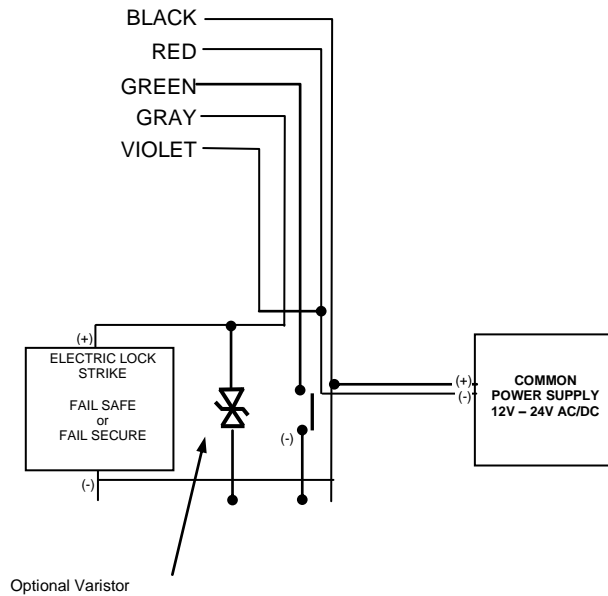 BLACK
RED
GREEN
GRAY
VIOLET
(+)
ELECTRIC LOCK
STRIKE
FAIL SAFE
or
FAIL SECURE
(-)
(-)
(+)
(-)
COMMON
POWER SUPPLY
12V – 24V AC/DC
Optional Varistor